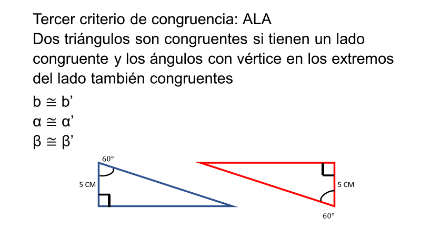 Tercer criterio de congruencia: ALA
Dos triángulos son congruentes si tienen un lado
congruente y los ángulos con vértice en los extremos
del lado también congruentes
b ≅ b'
α ≅ α'
β ≅ β'
60°
5 CM
5 CM
60°